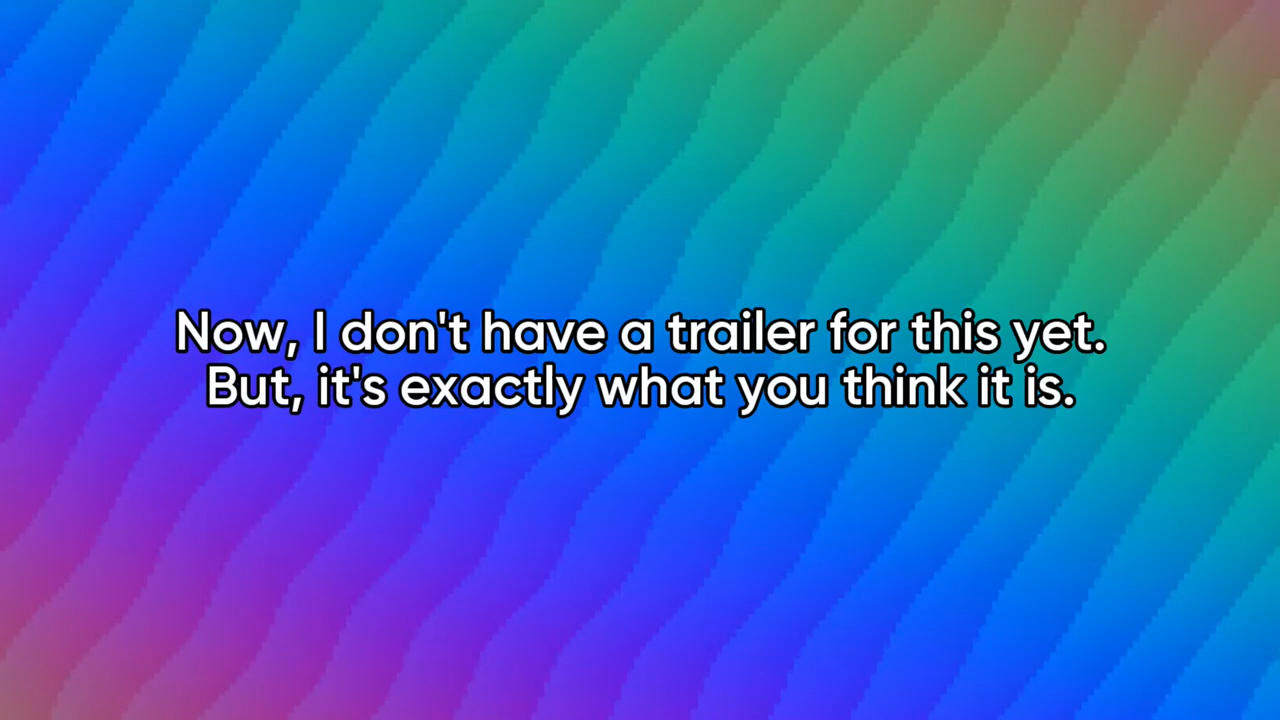 Now, I don't have a trailer for this yet.
But, it's exactly what you think it is.